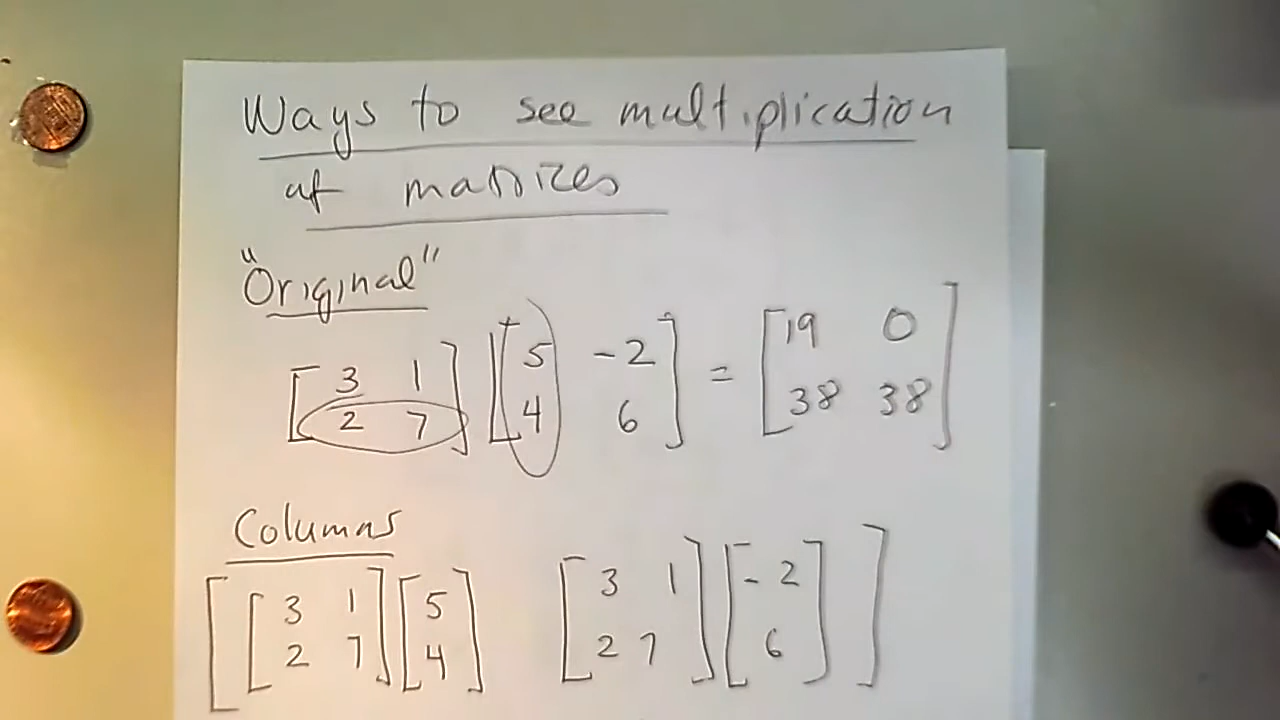 Ways to see multiplication
of matrices
"Original"
[3 1
2 7] [5 -2
4 6] = [19 0
38 38]
Columns
[[3 1
2 7] [5
4] [3 1
2 7] [-2
6]]